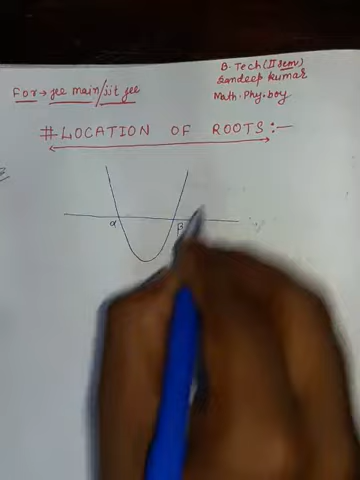 B. Tech (II sem)
Sandeep kumar
For → jee main/iit jee
Math. Phy. boy
# LOCATION OF ROOTS :—
α β